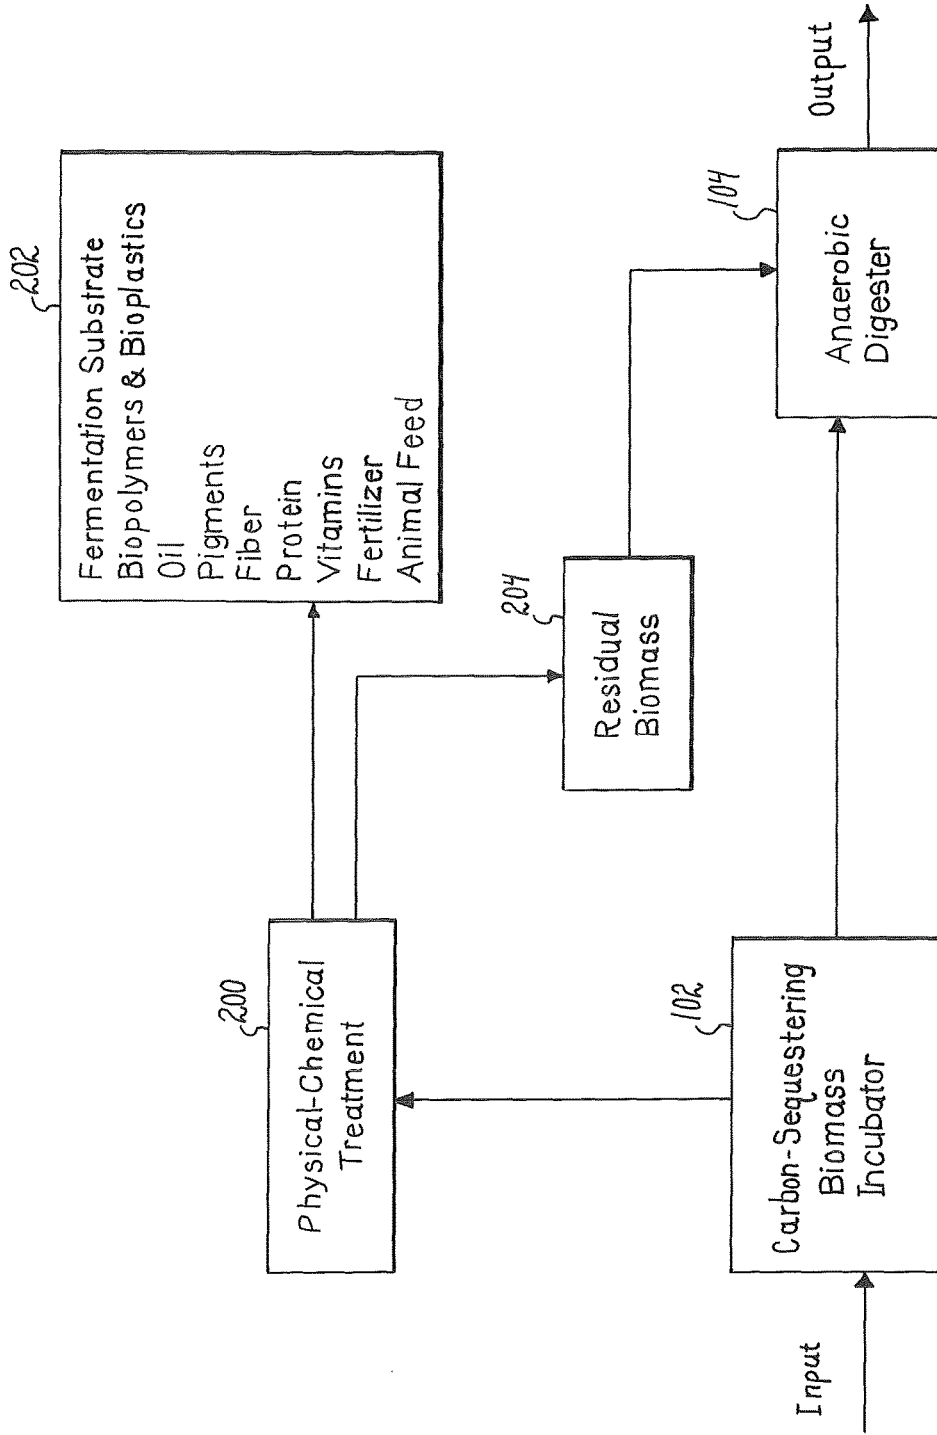 202
Fermentation Substrate
Biopolymers & Bioplastics
Oil
Pigments
Fiber
Protein
Vitamins
Fertilizer
Animal Feed
200
Physical-Chemical
Treatment
204
Residual
Biomass
Input
102
Carbon-Sequestering
Biomass
Incubator
104
Anaerobic
Digester
Output